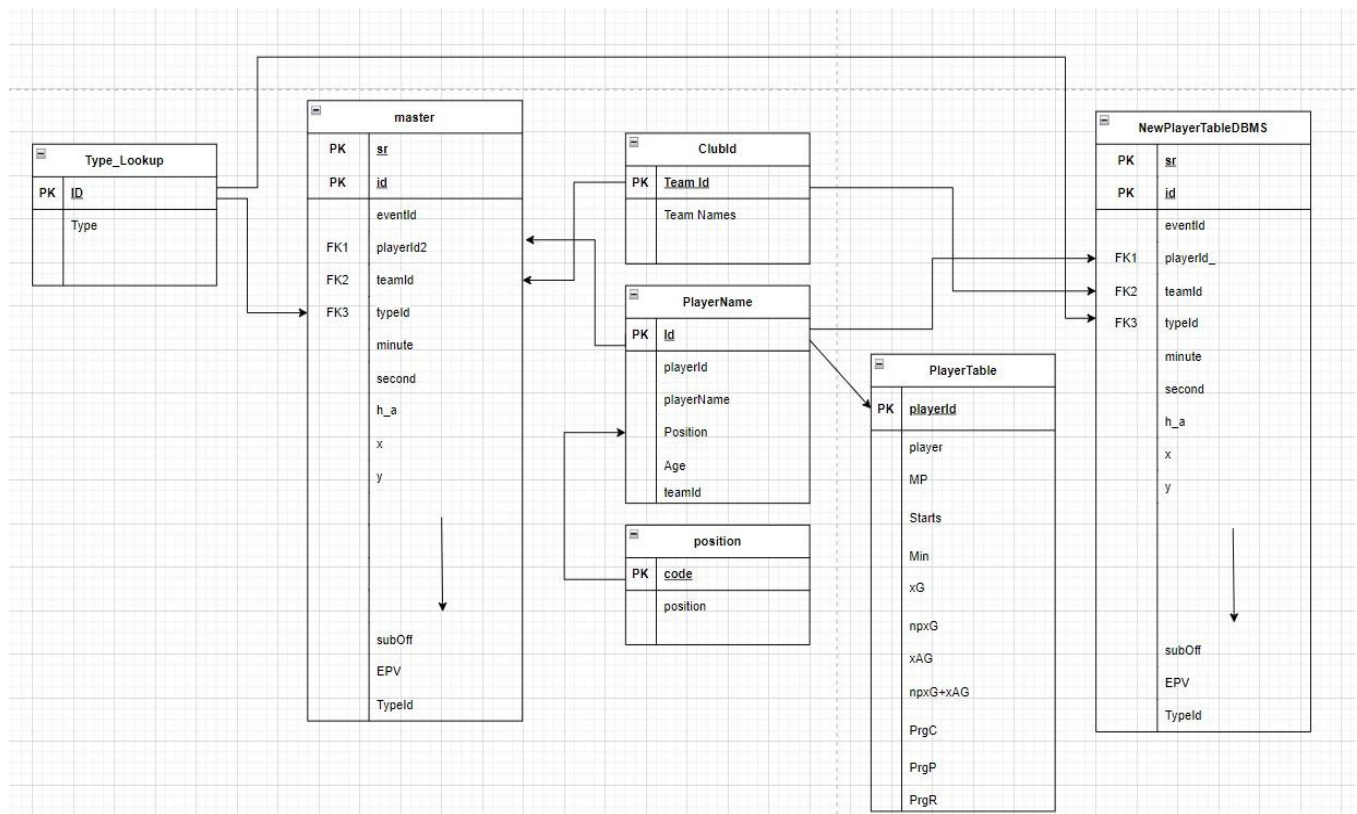 Type_Lookup
PK ID
Type
master
PK sr
PK id
eventId
FK1 playerId2
FK2 teamId
FK3 typeId
minute
second
h_a
x
y
subOff
EPV
TypeId
ClubId
PK Team Id
Team Names
PlayerName
PK Id
playerId
playerName
Position
Age
teamId
position
PK code
position
PlayerTable
PK playerId
player
MP
Starts
Min
xG
npxG
xAG
npxG+xAG
PrgC
PrgP
PrgR
NewPlayerTableDBMS
PK sr
PK id
eventId
FK1 playerId_
FK2 teamId
FK3 typeId
minute
second
h_a
x
y
subOff
EPV
TypeId